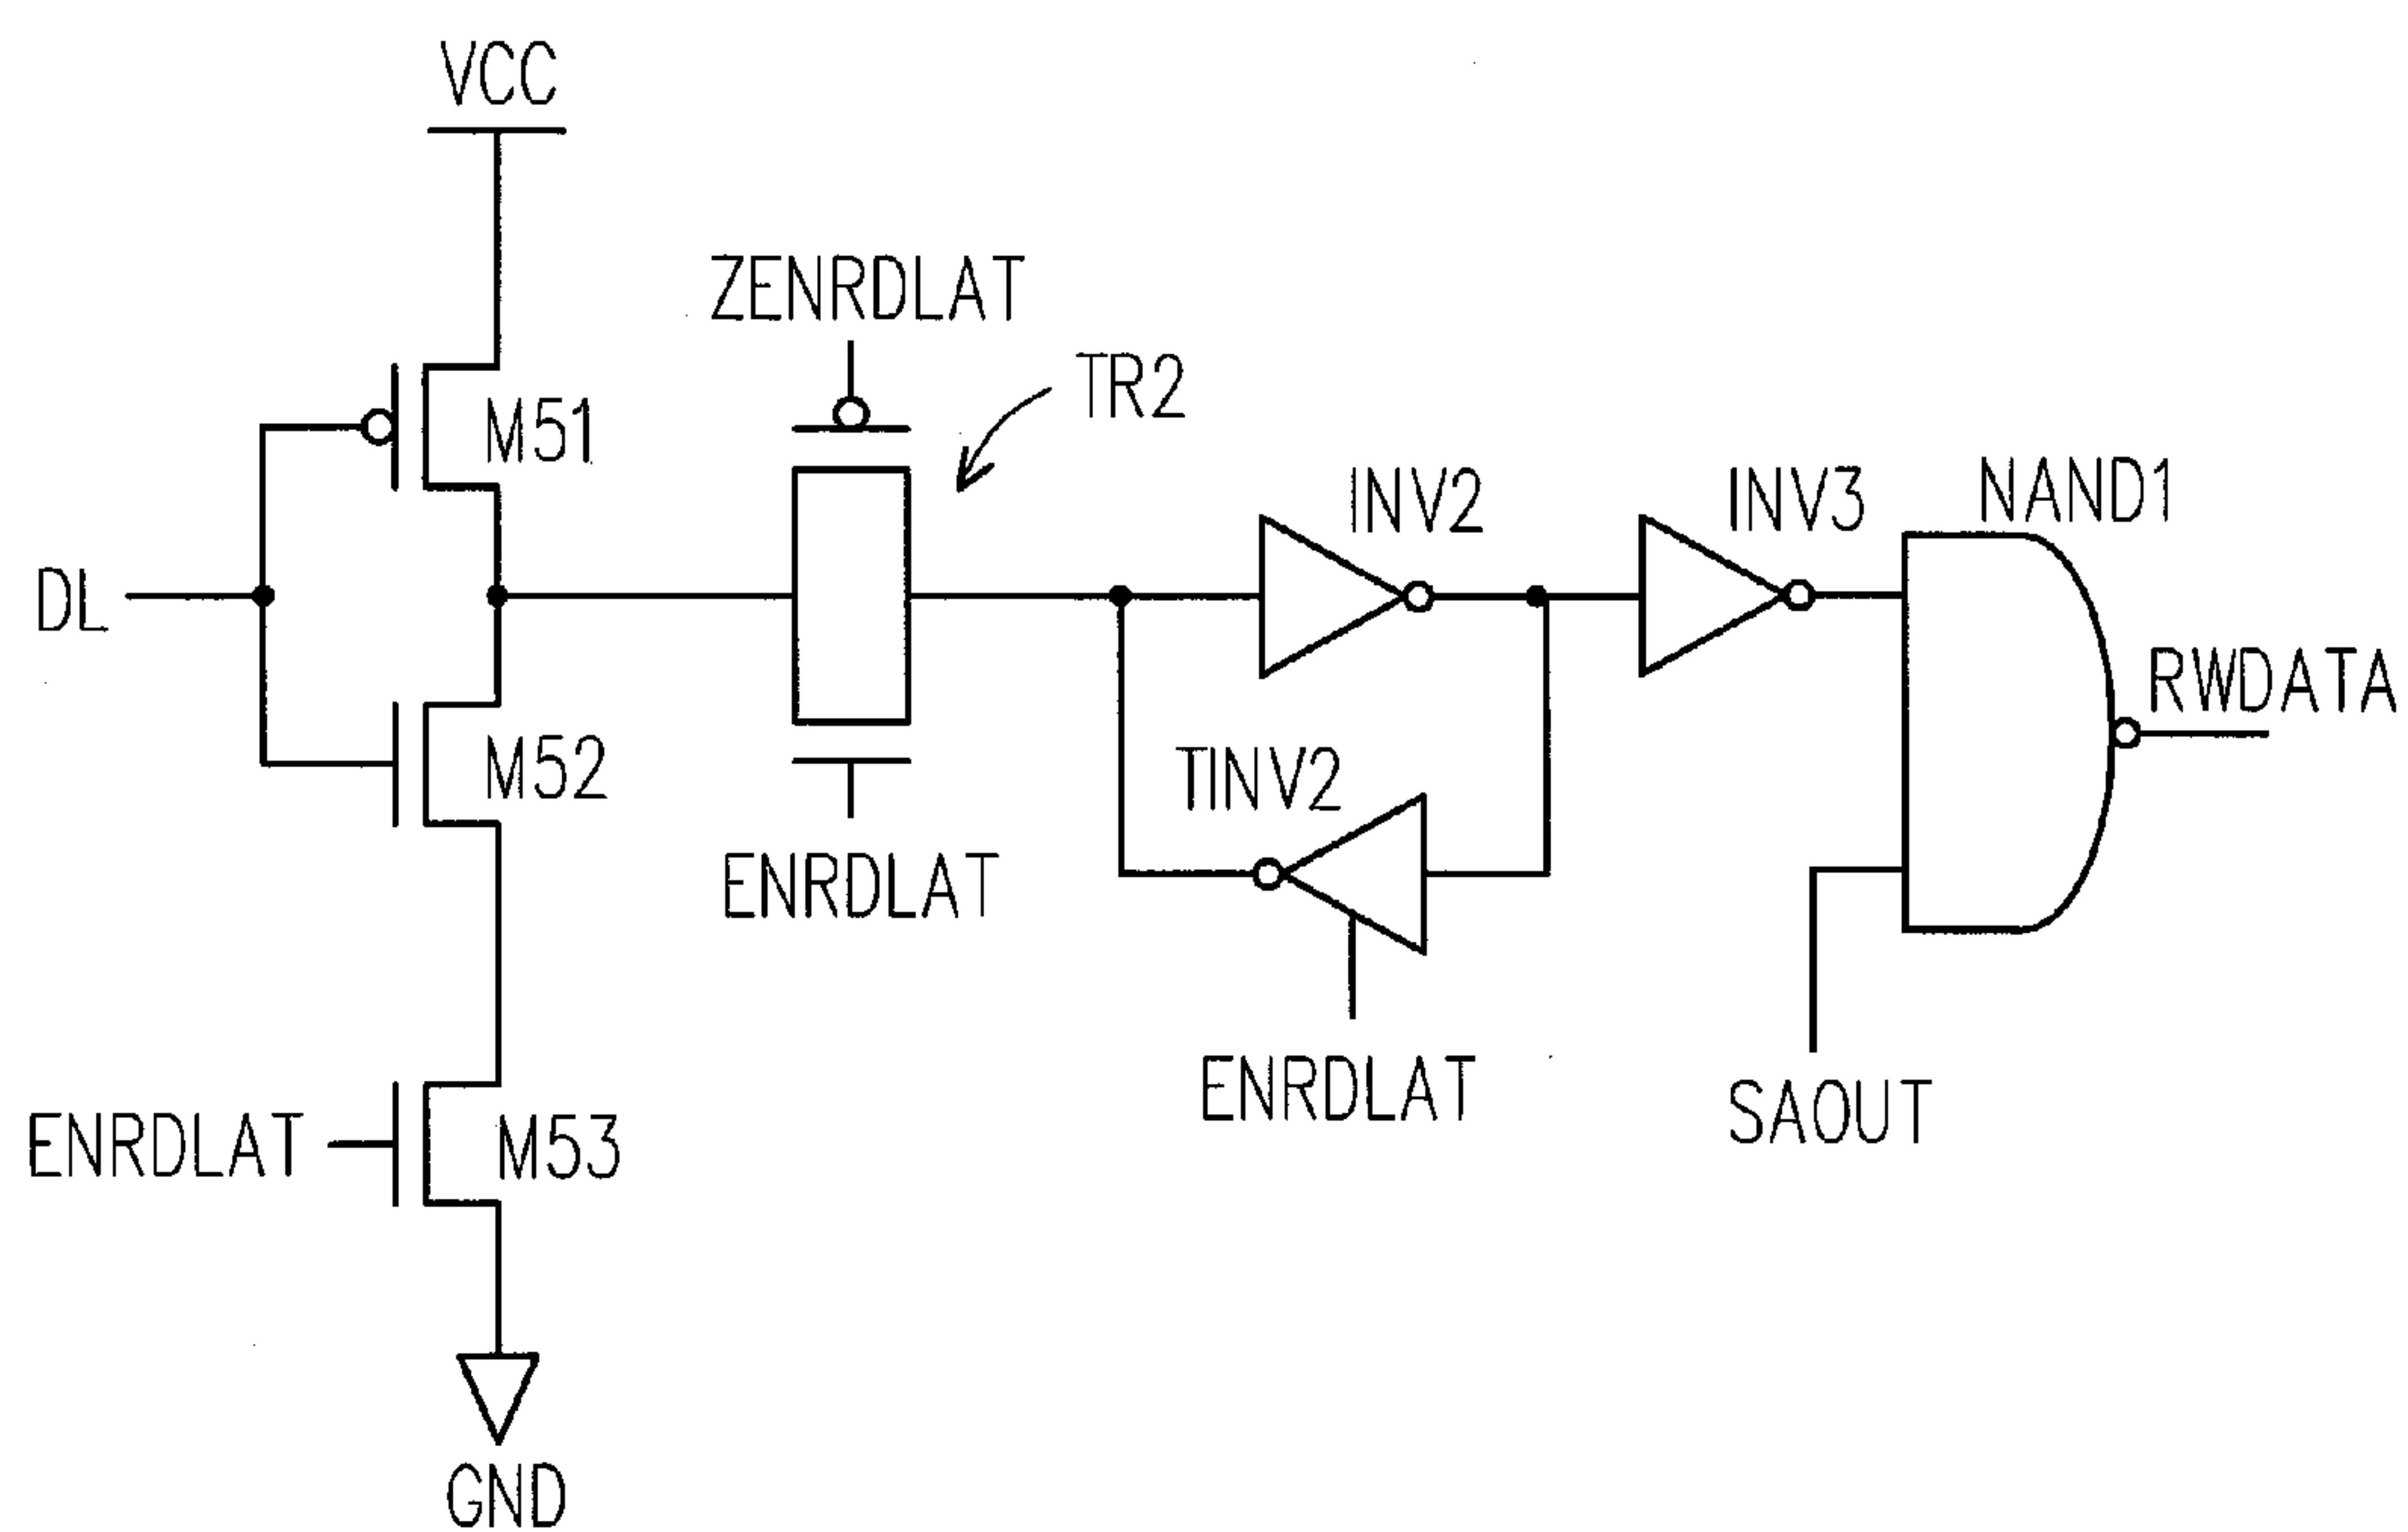 VCC
ZENRDLAT
TR2
M51
INV2
INV3
NAND1
DL
RWDATA
M52
TINV2
ENRDLAT
ENRDLAT
SAOUT
ENRDLAT
M53
GND